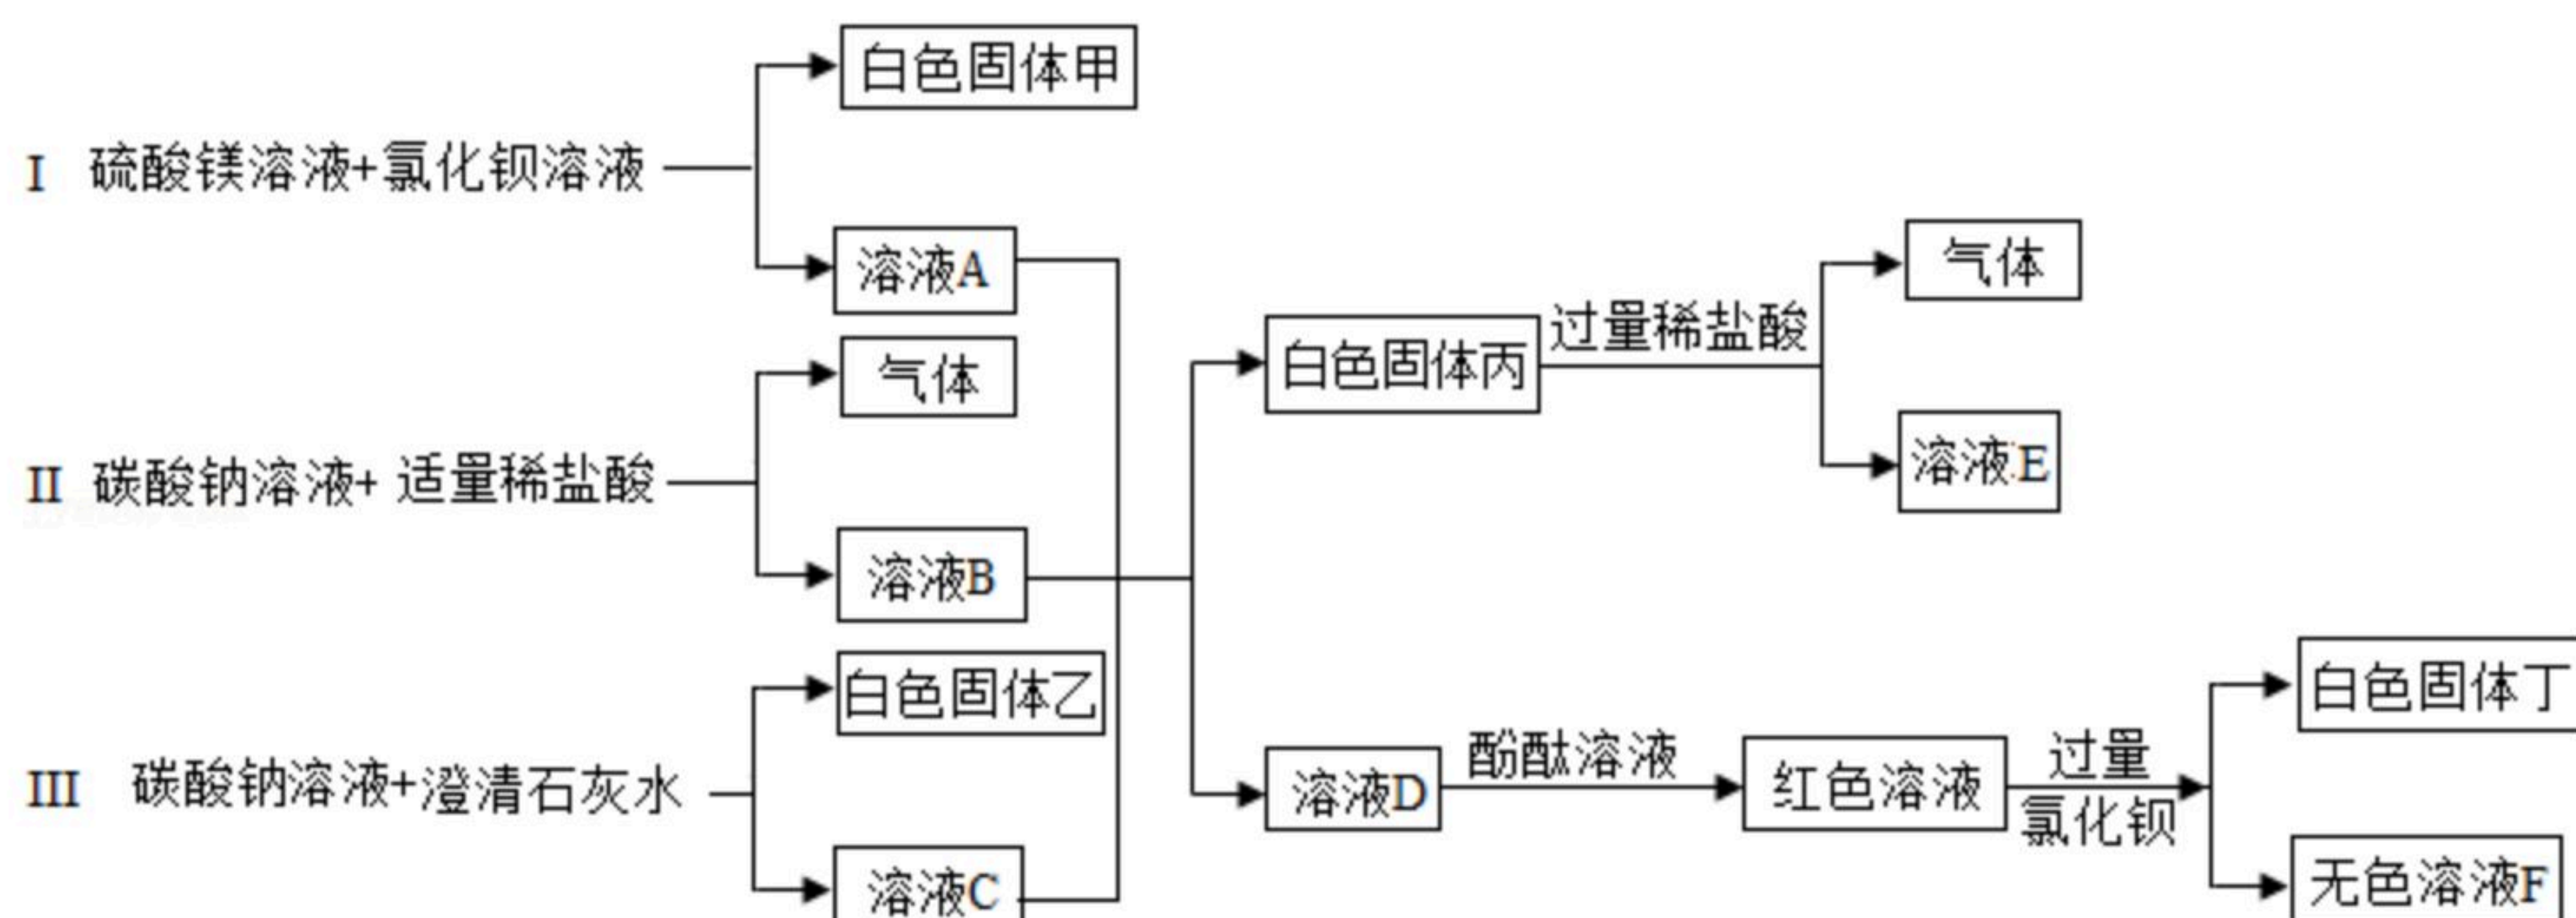 白色固体甲
I 硫酸镁溶液+氯化钡溶液
溶液A
气体
II 碳酸钠溶液+ 适量稀盐酸
溶液B
白色固体乙
III 碳酸钠溶液+澄清石灰水
溶液C
白色固体丙
过量稀盐酸
气体
溶液E
溶液D
酚酞溶液
红色溶液
过量
氯化钡
白色固体丁
无色溶液F